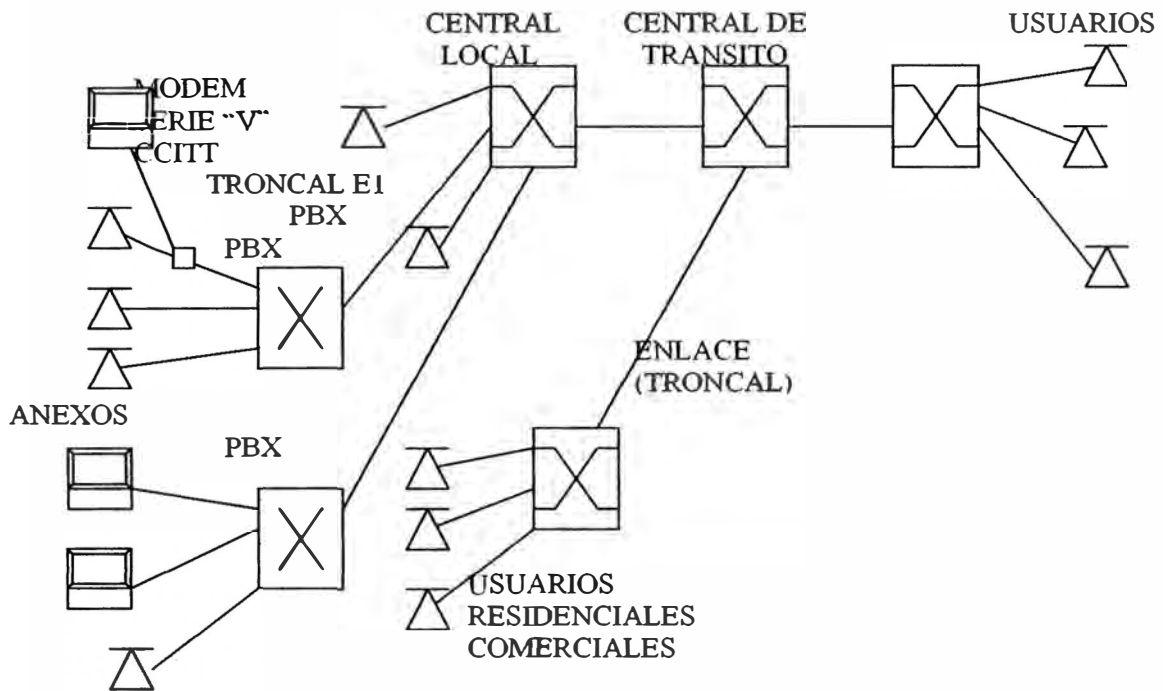 CENTRAL
LOCAL
CENTRAL DE
TRANSITO
USUARIOS
MODEM
SERIE “V”
CCITT
TRONCAL E1
PBX
PBX
ENLACE
(TRONCAL)
ANEXOS
PBX
USUARIOS
RESIDENCIALES
COMERCIALES